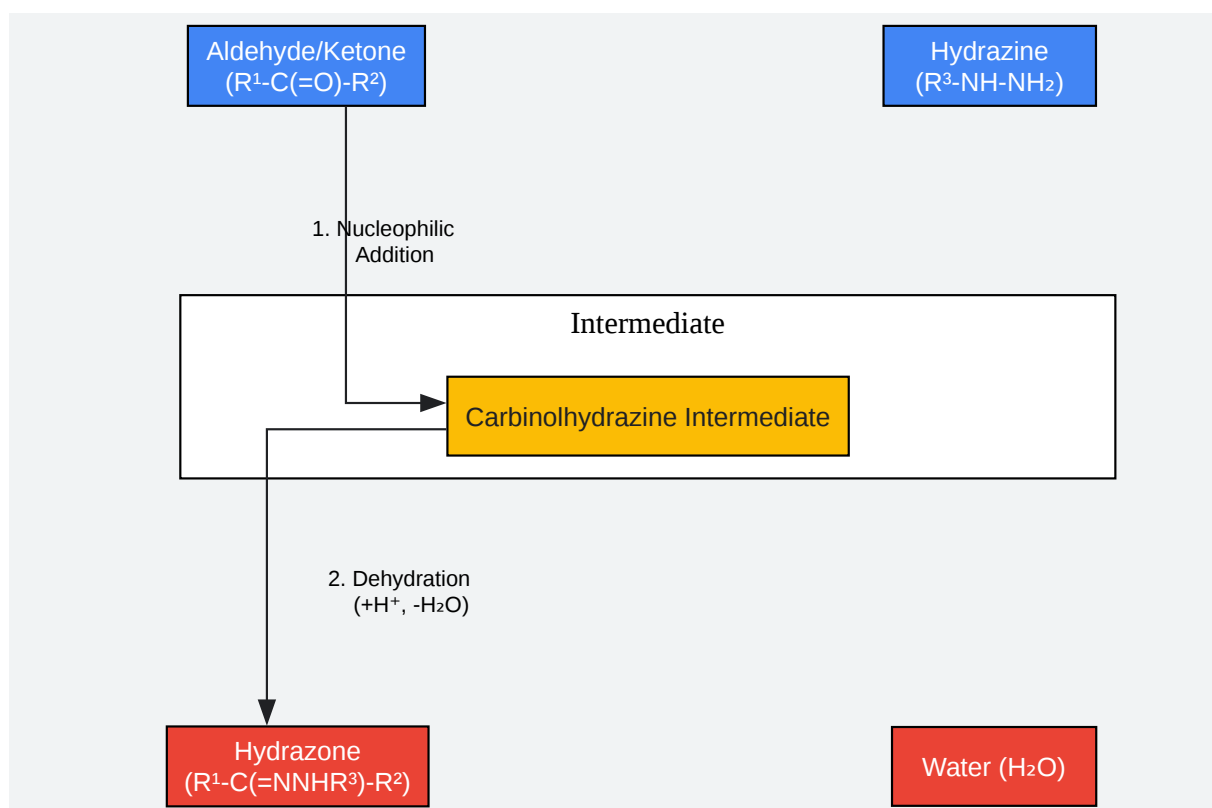 Aldehyde/Ketone
(R¹-C(=O)-R²)
Hydrazine
(R³-NH-NH₂)
1. Nucleophilic
Addition
Intermediate
Carbinolhydrazine Intermediate
2. Dehydration
(+H⁺, -H₂O)
Hydrazone
(R¹-C(=NNHR³)-R²)
Water (H₂O)